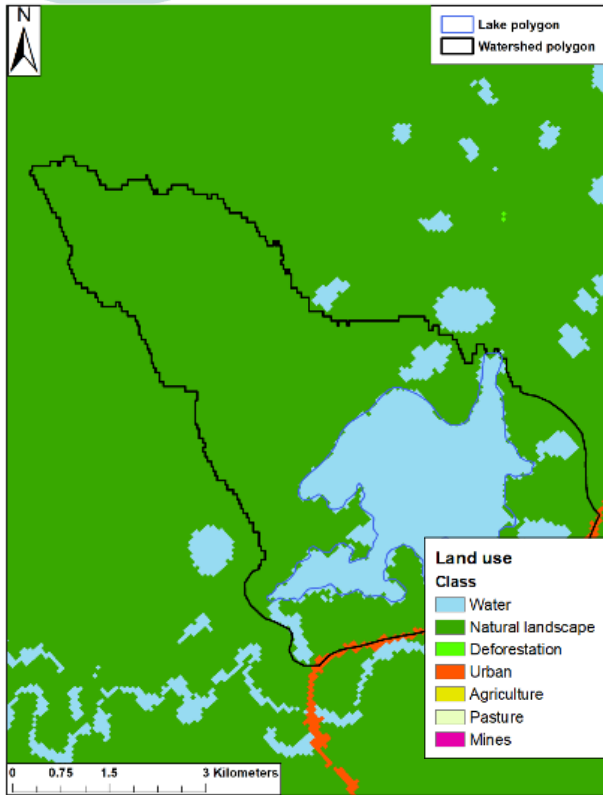 N
Lake polygon
Watershed polygon
Land use
Class
Water
Natural landscape
Deforestation
Urban
Agriculture
Pasture
Mines
0 0.75 1.5 3 Kilometers